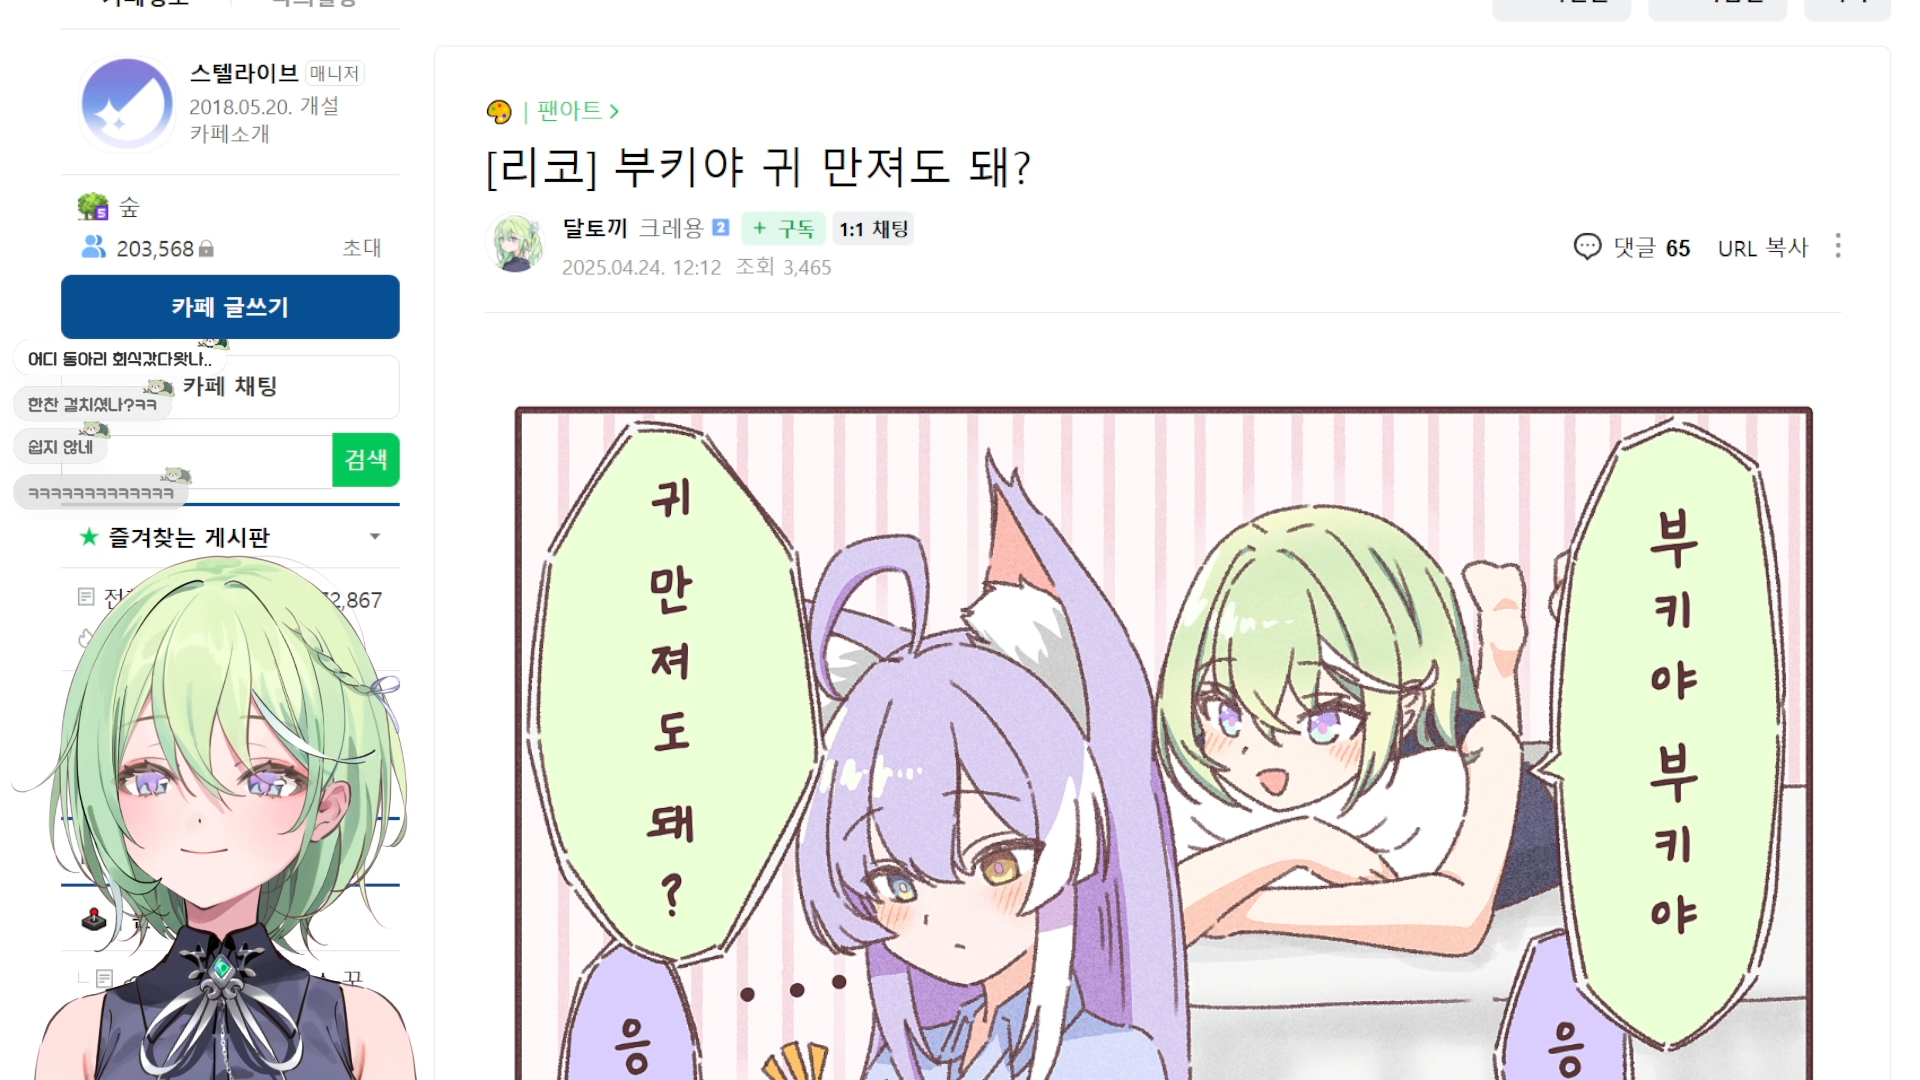 스텔라이브 매니저
2018.05.20. 개설
카페소개
숲
203,568
초대
카페 글쓰기
어디 동아리 회식갔다왓나..
카페 채팅
한찬 걸치셨나?ㅋㅋ
쉽지 않네
검색
ㅋㅋㅋㅋㅋㅋㅋㅋㅋㅋㅋㅋㅋ
즐겨찾는 게시판
| 팬아트 >
[리코] 부키야 귀 만져도 돼?
달토끼 크레용 2 + 구독 1:1 채팅
2025.04.24. 12:12 조회 3,465
댓글 65 URL 복사
부키야부키야
귀만져도돼?
응
응